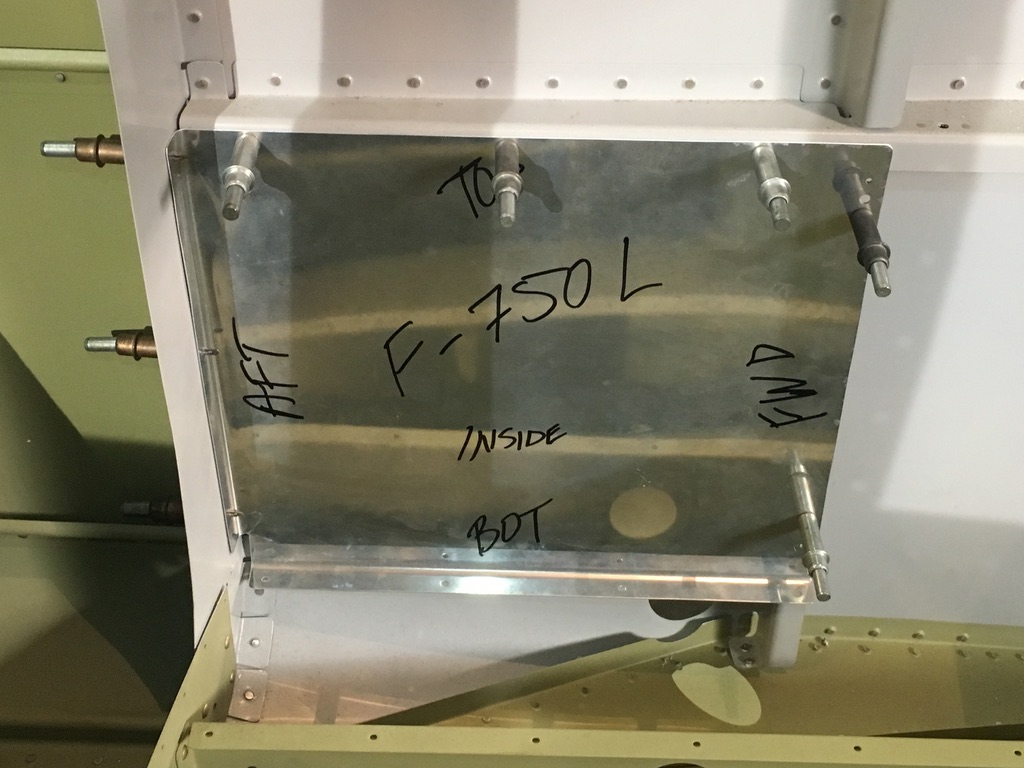 TOP
F-750 L
AFT
FWD
INSIDE
BOT